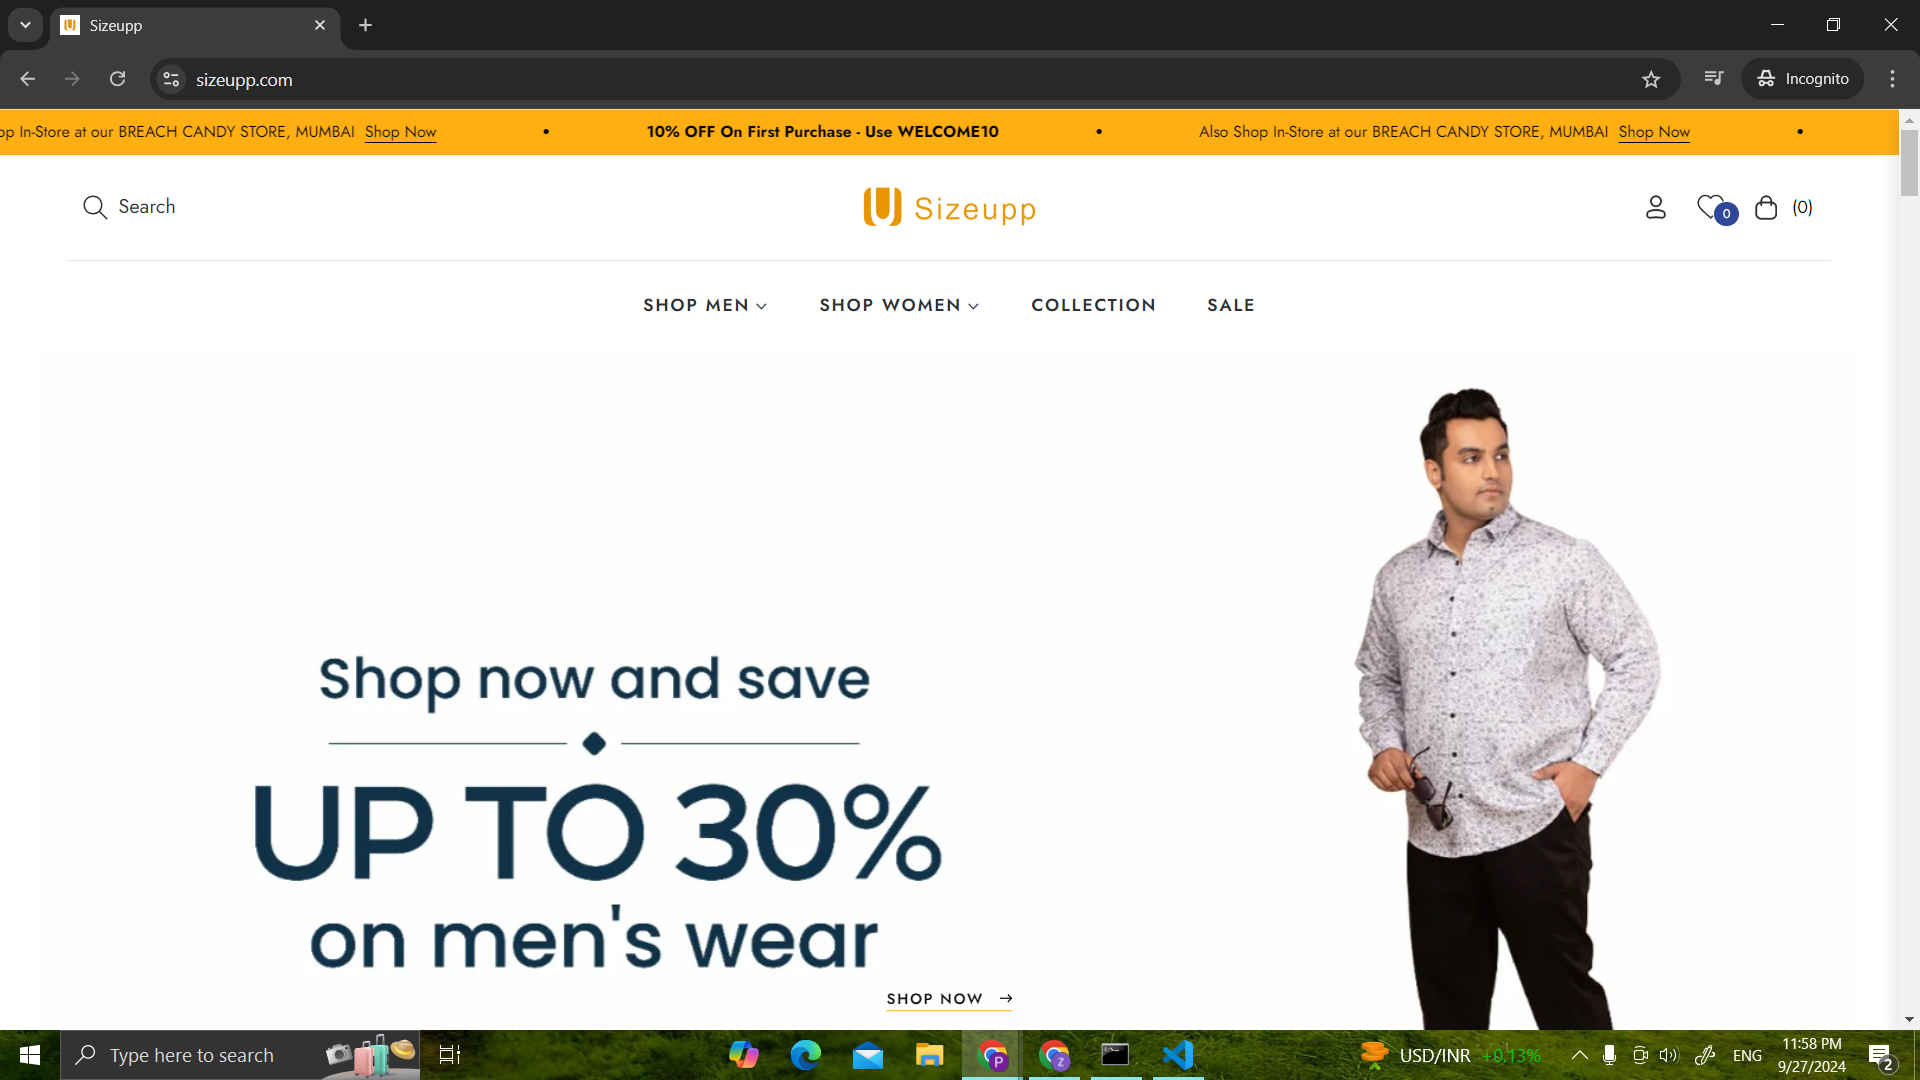 Sizeupp
sizeupp.com
Incognito
op In-Store at our BREACH CANDY STORE, MUMBAI Shop Now • 10% OFF On First Purchase - Use WELCOME10 • Also Shop In-Store at our BREACH CANDY STORE, MUMBAI Shop Now •
Search
Sizeupp
0
(0)
SHOP MEN
SHOP WOMEN
COLLECTION
SALE
Shop now and save
UP TO 30%
on men's wear
SHOP NOW →
Type here to search
P
z
USD/INR +0.13%
ENG
11:58 PM
9/27/2024
2